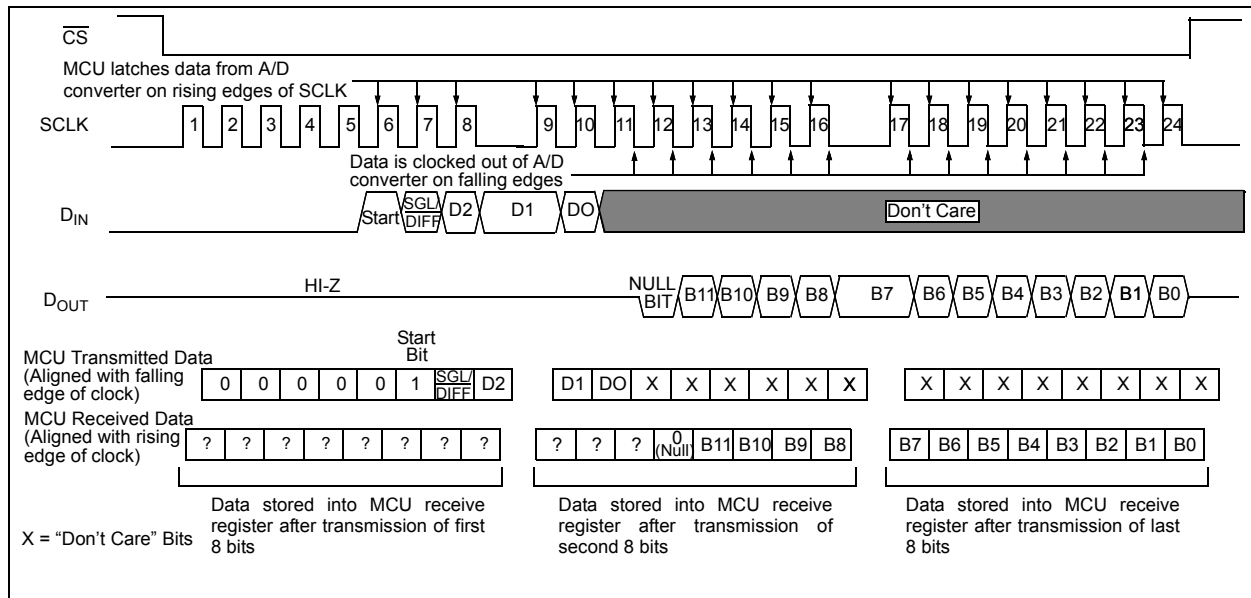 CS
MCU latches data from A/D
converter on rising edges of SCLK
SCLK
1 2 3 4 5 6 7 8 9 10 11 12 13 14 15 16 17 18 19 20 21 22 23 24
Data is clocked out of A/D
converter on falling edges
DIN
Start SGL/DIFF D2 D1 DO Don't Care
HI-Z
DOUT
NULL BIT B11 B10 B9 B8 B7 B6 B5 B4 B3 B2 B1 B0
Start
Bit
MCU Transmitted Data
(Aligned with falling
edge of clock)
0 0 0 0 0 1 SGL/DIFF D2 D1 DO X X X X X X X X X X X X X X
MCU Received Data
(Aligned with rising
edge of clock)
? ? ? ? ? ? ? ? ? ? ? 0 (Null) B11 B10 B9 B8 B7 B6 B5 B4 B3 B2 B1 B0
Data stored into MCU receive
register after transmission of first
8 bits
Data stored into MCU receive
register after transmission of
second 8 bits
Data stored into MCU receive
register after transmission of last
8 bits
X = “Don't Care” Bits